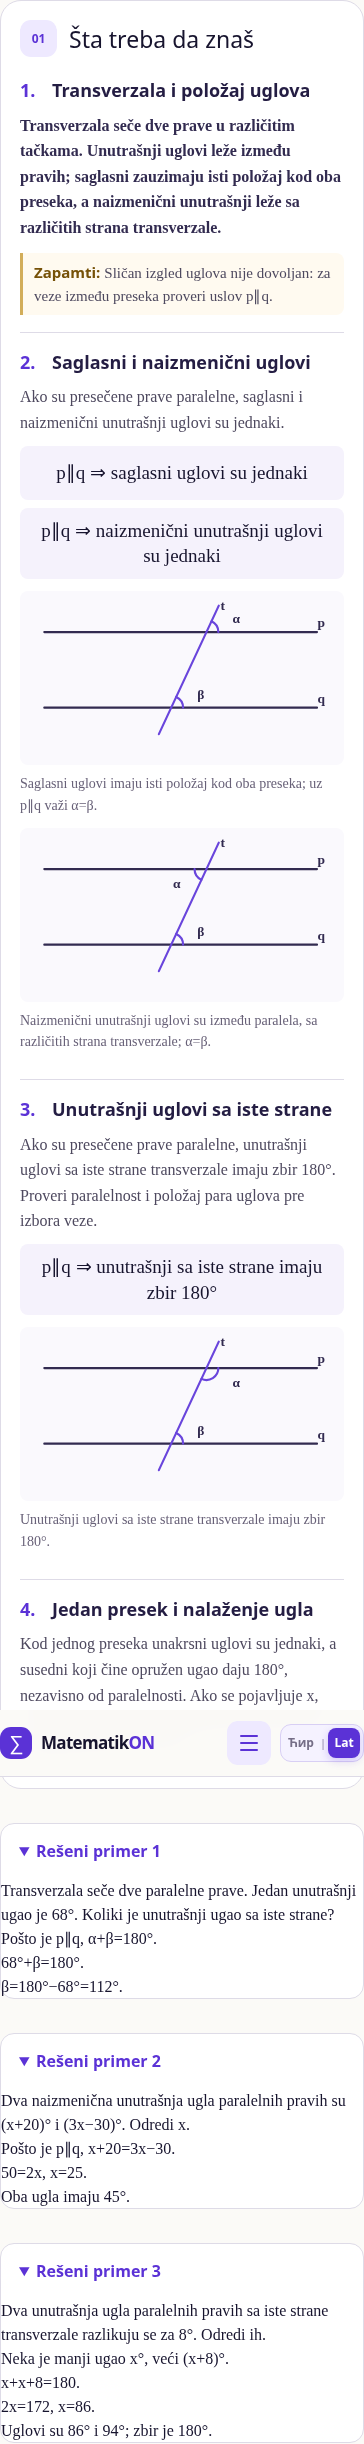 01
Šta treba da znaš
1. Transverzala i položaj uglova
Transverzala seče dve prave u različitim
tačkama. Unutrašnji uglovi leže između
pravih; saglasni zauzimaju isti položaj kod oba
preseka, a naizmenični unutrašnji leže sa
različitih strana transverzale.
Zapamti: Sličan izgled uglova nije dovoljan: za
veze između preseka proveri uslov p∥q.
2. Saglasni i naizmenični uglovi
Ako su presečene prave paralelne, saglasni i
naizmenični unutrašnji uglovi su jednaki.
p∥q ⇒ saglasni uglovi su jednaki
p∥q ⇒ naizmenični unutrašnji uglovi
su jednaki
t
α
p
β
q
Saglasni uglovi imaju isti položaj kod oba preseka; uz
p∥q važi α=β.
t
p
α
β
q
Naizmenični unutrašnji uglovi su između paralela, sa
različitih strana transverzale; α=β.
3. Unutrašnji uglovi sa iste strane
Ako su presečene prave paralelne, unutrašnji
uglovi sa iste strane transverzale imaju zbir 180°.
Proveri paralelnost i položaj para uglova pre
izbora veze.
p∥q ⇒ unutrašnji sa iste strane imaju
zbir 180°
t
p
α
β
q
Unutrašnji uglovi sa iste strane transverzale imaju zbir
180°.
4. Jedan presek i nalaženje ugla
Kod jednog preseka unakrsni uglovi su jednaki, a
susedni koji čine opružen ugao daju 180°,
nezavisno od paralelnosti. Ako se pojavljuje x,
∑ MatematikON
Ћир | Lat
▼ Rešeni primer 1
Transverzala seče dve paralelne prave. Jedan unutrašnji
ugao je 68°. Koliki je unutrašnji ugao sa iste strane?
Pošto je p∥q, α+β=180°.
68°+β=180°.
β=180°−68°=112°.
▼ Rešeni primer 2
Dva naizmenična unutrašnja ugla paralelnih pravih su
(x+20)° i (3x−30)°. Odredi x.
Pošto je p∥q, x+20=3x−30.
50=2x, x=25.
Oba ugla imaju 45°.
▼ Rešeni primer 3
Dva unutrašnja ugla paralelnih pravih sa iste strane
transverzale razlikuju se za 8°. Odredi ih.
Neka je manji ugao x°, veći (x+8)°.
x+x+8=180.
2x=172, x=86.
Uglovi su 86° i 94°; zbir je 180°.